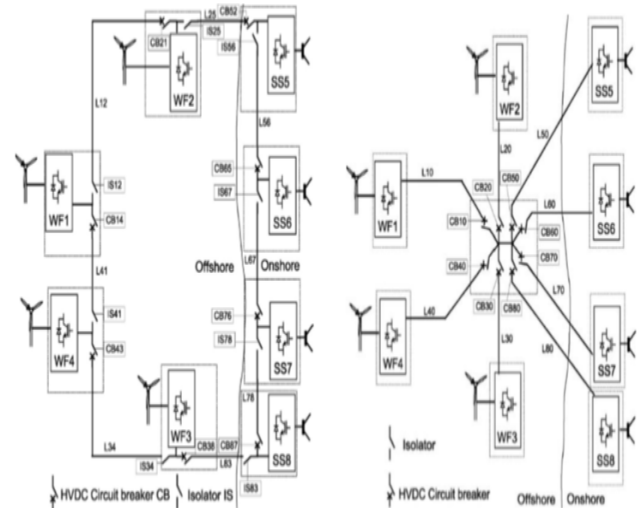 L25
CB52
CB21
IS25
IS56
WF2
SS5
L12
L56
IS12
CB14
WF1
CB65
IS67
SS6
Offshore
Onshore
L67
L41
IS41
CB43
WF4
CB76
IS78
SS7
L78
WF3
CB38
CB87
SS8
L34
IS34
L83
IS83
HVDC Circuit breaker CB
Isolator IS
SS5
WF2
L20
L50
L10
CB20
CB50
L60
WF1
CB10
CB60
SS6
CB40
CB70
CB30
CB80
L40
L70
WF4
L30
L80
SS7
WF3
Isolator
SS8
HVDC Circuit breaker
Offshore
Onshore